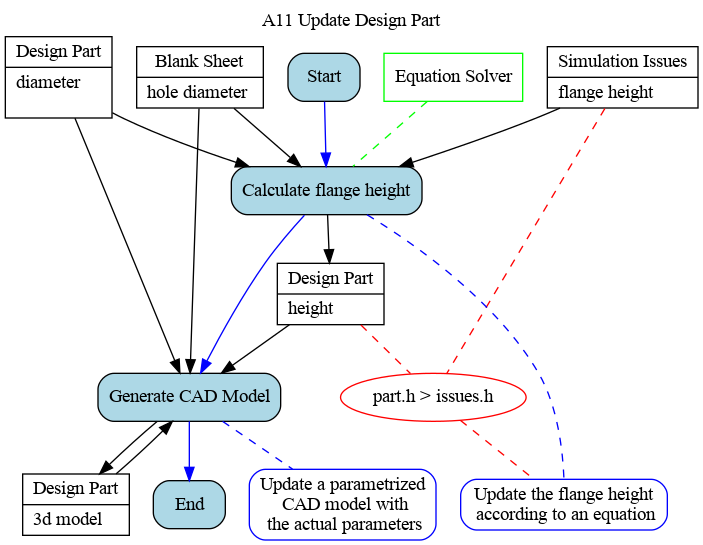 A11 Update Design Part
Design Part
diameter
Blank Sheet
hole diameter
Start
Equation Solver
Simulation Issues
flange height
Calculate flange height
Design Part
height
Generate CAD Model
part.h > issues.h
Design Part
3d model
End
Update a parametrized
CAD model with
the actual parameters
Update the flange height
according to an equation